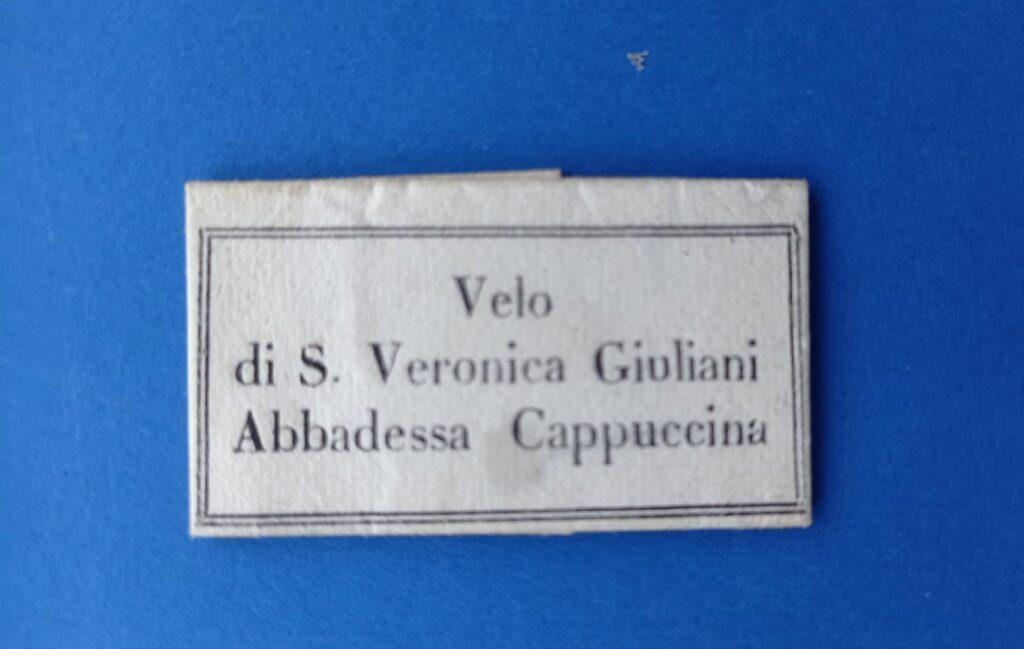 Velo
di S. Veronica Giuliani
Abbadessa Cappuccina